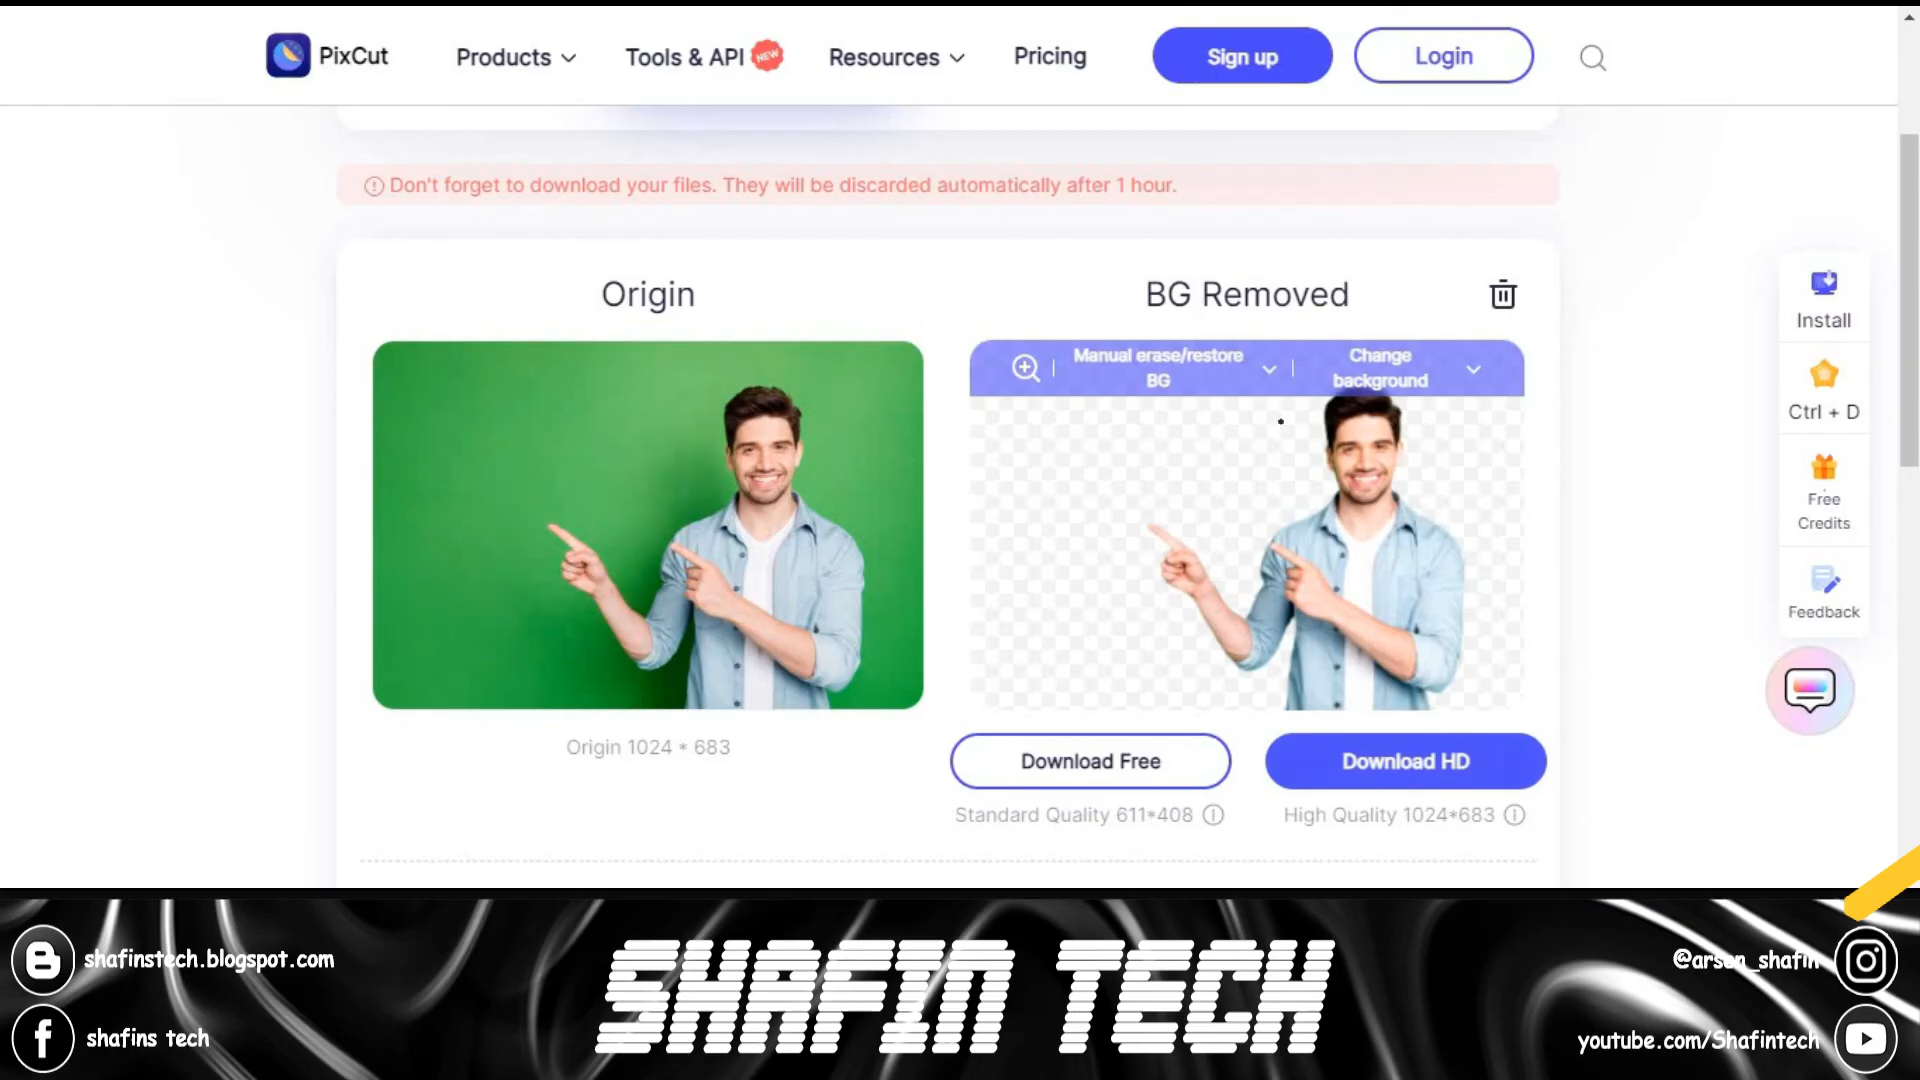 PixCut
Products
Tools & API
NEW
Resources
Pricing
Sign up
Login
Don't forget to download your files. They will be discarded automatically after 1 hour.
Origin
BG Removed
Manual erase/restore
BG
Change
background
Origin 1024 * 683
Download Free
Download HD
Standard Quality 611*408
High Quality 1024*683
Install
Ctrl + D
Free
Credits
Feedback
shafinstech.blogspot.com
shafins tech
SHAFIN TECH
@arsen_shafin
youtube.com/Shafintech